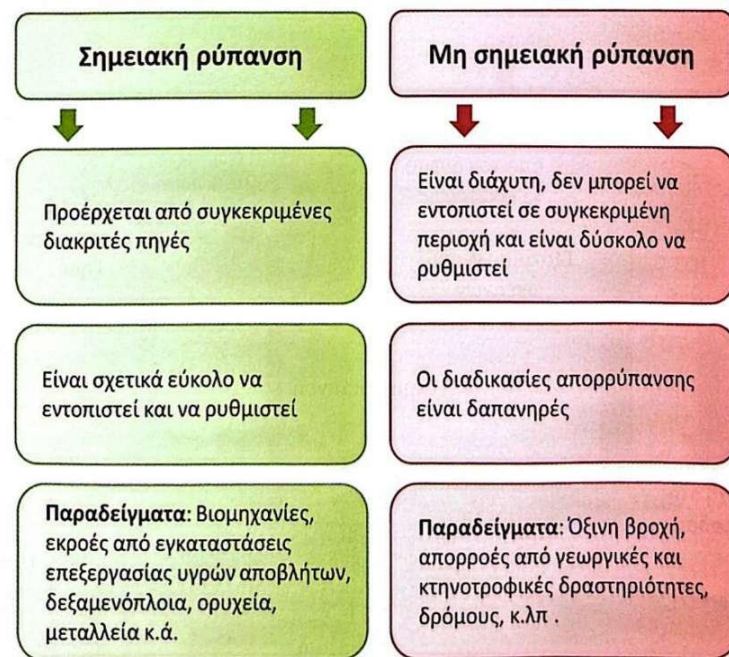 Σημειακή ρύπανση
Προέρχεται από συγκεκριμένες
διακριτές πηγές
Είναι σχετικά εύκολο να
εντοπιστεί και να ρυθμιστεί
Παραδείγματα: Βιομηχανίες,
εκροές από εγκαταστάσεις
επεξεργασίας υγρών αποβλήτων,
δεξαμενόπλοια, ορυχεία,
μεταλλεία κ.ά.
Μη σημειακή ρύπανση
Είναι διάχυτη, δεν μπορεί να
εντοπιστεί σε συγκεκριμένη
περιοχή και είναι δύσκολο να
ρυθμιστεί
Οι διαδικασίες απορρύπανσης
είναι δαπανηρές
Παραδείγματα: Όξινη βροχή,
απορροές από γεωργικές και
κτηνοτροφικές δραστηριότητες,
δρόμους, κ.λπ .